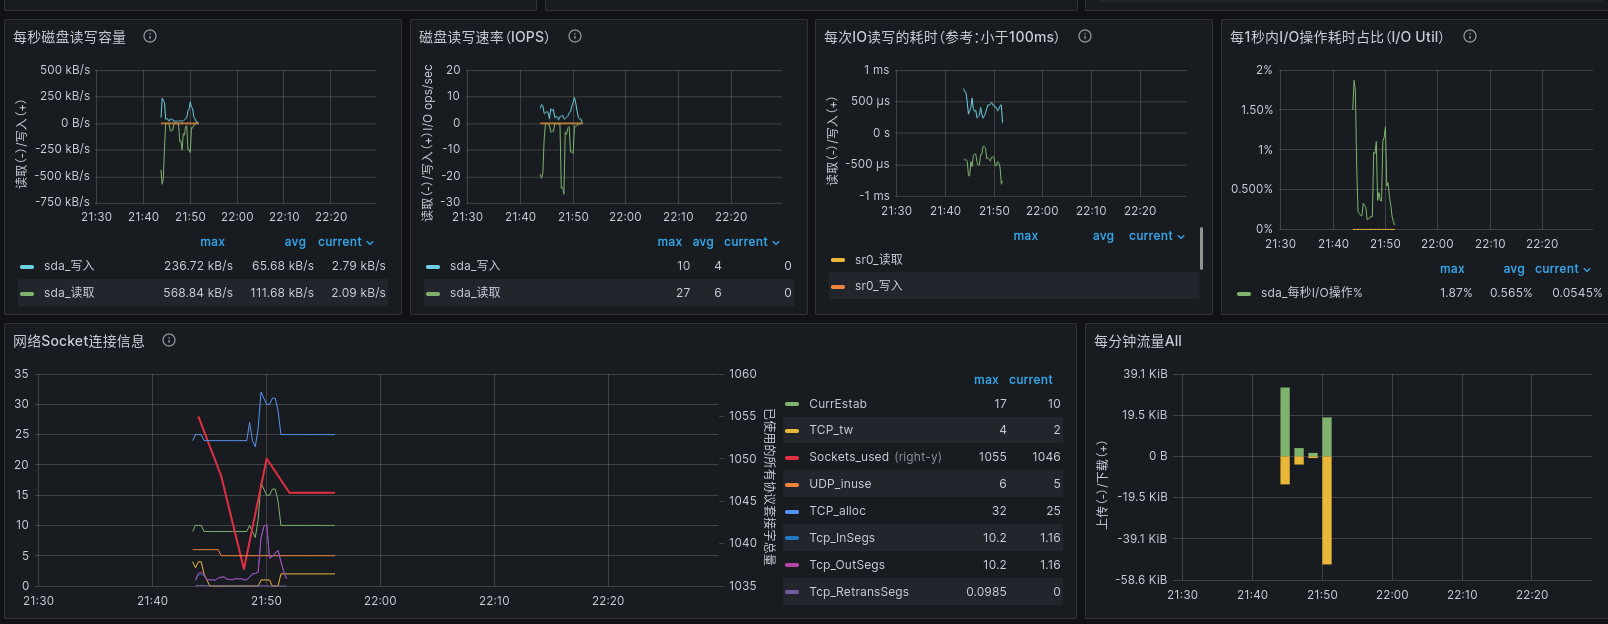 每秒磁盘读写容量
读取(-)/写入(+)
500 kB/s
250 kB/s
0 B/s
-250 kB/s
-500 kB/s
-750 kB/s
21:30 21:40 21:50 22:00 22:10 22:20
max avg current
sda_写入 236.72 kB/s 65.68 kB/s 2.79 kB/s
sda_读取 568.84 kB/s 111.68 kB/s 2.09 kB/s
磁盘读写速率(IOPS)
读取(-)/写入(+) I/O ops/sec
20
10
0
-10
-20
-30
21:30 21:40 21:50 22:00 22:10 22:20
max avg current
sda_写入 10 4 0
sda_读取 27 6 0
每次IO读写的耗时(参考:小于100ms)
读取(-)/写入(+)
1 ms
500 µs
0 s
-500 µs
-1 ms
21:30 21:40 21:50 22:00 22:10 22:20
max avg current
sr0_读取
sr0_写入
每1秒内I/O操作耗时占比(I/O Util)
2%
1.50%
1%
0.500%
0%
21:30 21:40 21:50 22:00 22:10 22:20
max avg current
sda_每秒I/O操作% 1.87% 0.565% 0.0545%
网络Socket连接信息
35
30
25
20
15
10
5
0
21:30 21:40 21:50 22:00 22:10 22:20
1060
1055
1050
1045
1040
1035
已使用的所有协议套接字总量
max current
CurrEstab 17 10
TCP_tw 4 2
Sockets_used (right-y) 1055 1046
UDP_inuse 6 5
TCP_alloc 32 25
Tcp_InSegs 10.2 1.16
Tcp_OutSegs 10.2 1.16
Tcp_RetransSegs 0.0985 0
每分钟流量All
上传(-)/下载(+)
39.1 KiB
19.5 KiB
0 B
-19.5 KiB
-39.1 KiB
-58.6 KiB
21:30 21:40 21:50 22:00 22:10 22:20